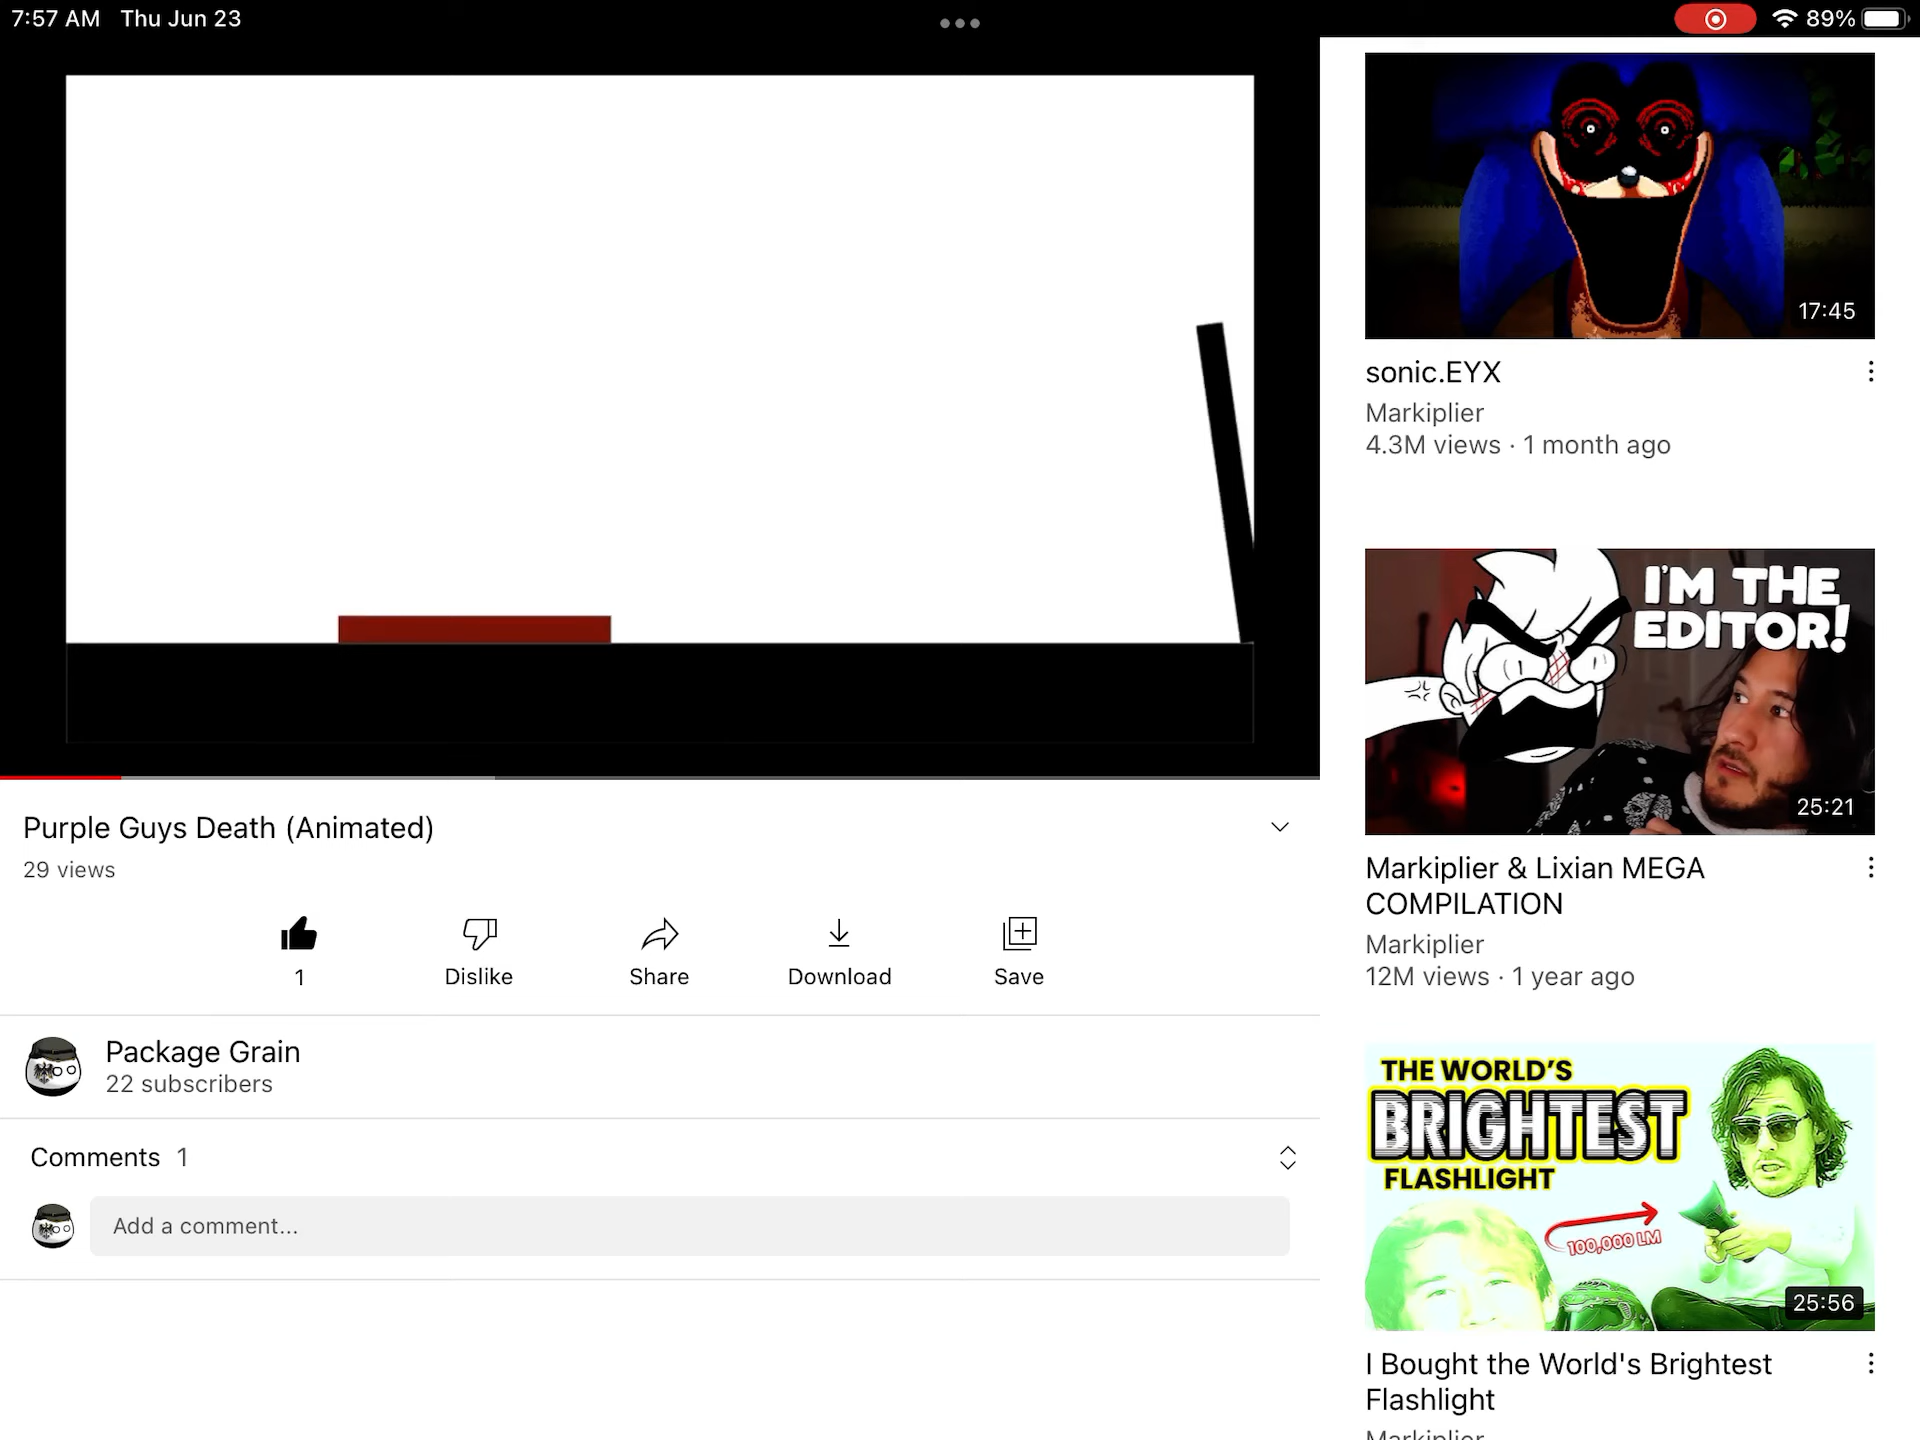 7:57 AM Thu Jun 23
89%
17:45
sonic.EYX
Markiplier
4.3M views · 1 month ago
I'M THE
EDITOR!
25:21
Markiplier & Lixian MEGA
COMPILATION
Markiplier
12M views · 1 year ago
THE WORLD'S
BRIGHTEST
FLASHLIGHT
100,000 LM
25:56
I Bought the World's Brightest
Flashlight
Markiplier
Purple Guys Death (Animated)
29 views
1
Dislike
Share
Download
Save
Package Grain
22 subscribers
Comments 1
Add a comment...